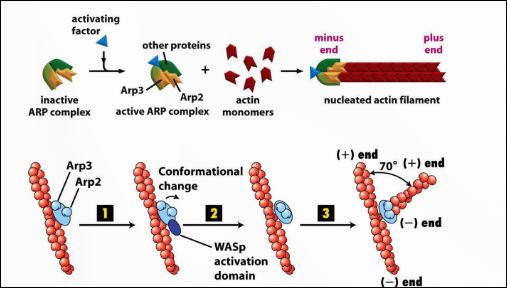 activating
factor
other proteins
Arp3
Arp2
inactive
ARP complex
active ARP complex
+
actin
monomers
minus
end
plus
end
nucleated actin filament
Arp3
Arp2
1
Conformational
change
WASp
activation
domain
2
3
(+) end
70° (+) end
(−) end
(−) end